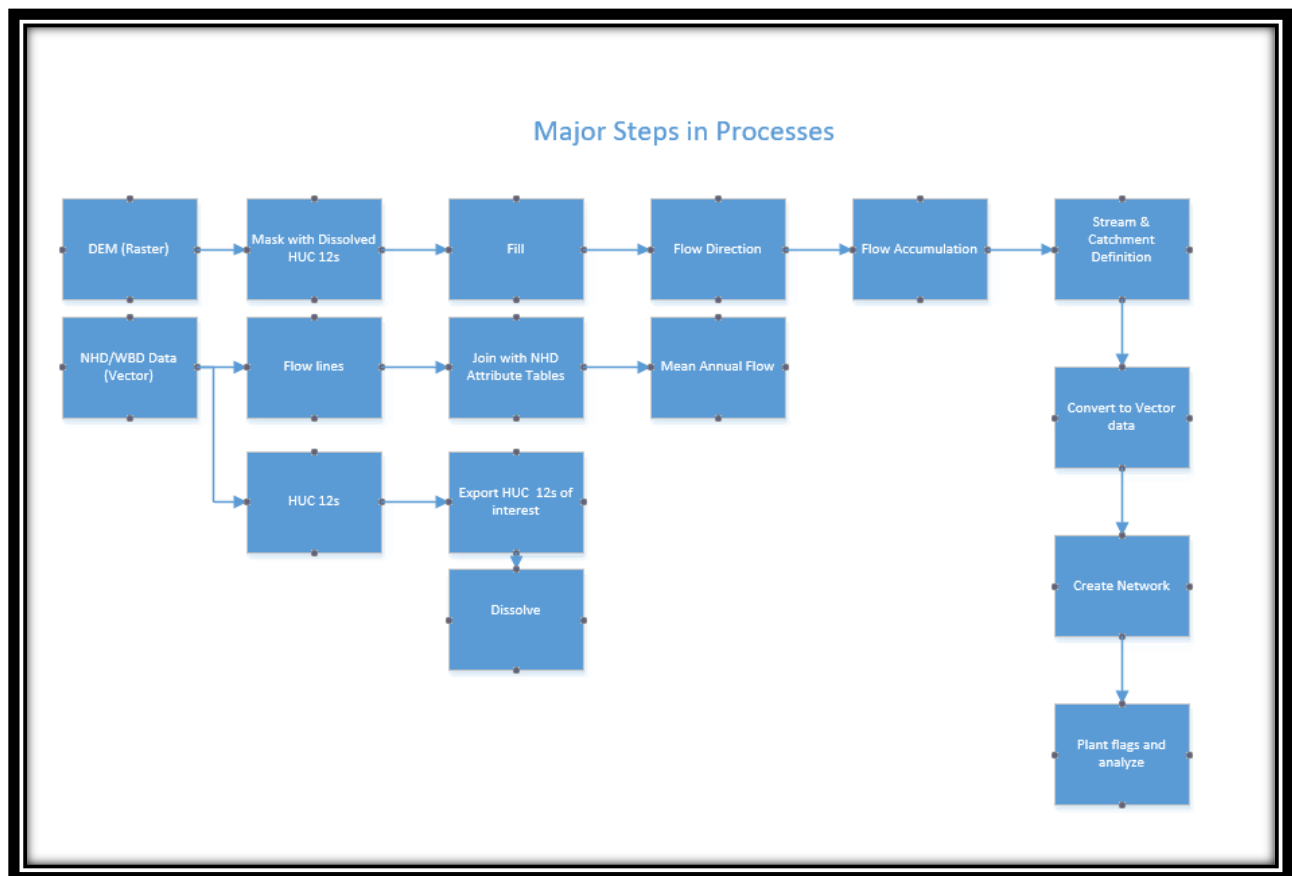 Major Steps in Processes
DEM (Raster)
Mask with Dissolved
HUC 12s
Fill
Flow Direction
Flow Accumulation
Stream &
Catchment
Definition
NHD/WBD Data
(Vector)
Flow lines
Join with NHD
Attribute Tables
Mean Annual Flow
Convert to Vector
data
HUC 12s
Export HUC  12s of
interest
Create Network
Dissolve
Plant flags and
analyze